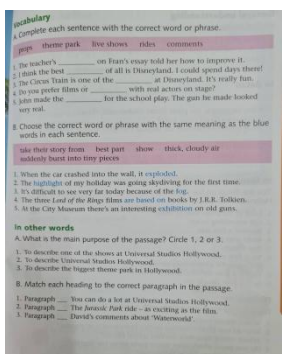 Vocabulary
A. Complete each sentence with the correct word or phrase.
props theme park live shows rides comments
1. The teacher's ________ on Fran's essay told her how to improve it.
2. I think the best ________ of all is Disneyland. I could spend days there!
3. The Circus Train is one of the ________ at Disneyland. It's really fun.
4. Do you prefer films or ________ with real actors on stage?
5. John made the ________ for the school play. The gun he made looked
very real.
B. Choose the correct word or phrase with the same meaning as the blue
words in each sentence.
take their story from best part show thick, cloudy air
suddenly burst into tiny pieces
1. When the car crashed into the wall, it exploded.
2. The highlight of my holiday was going skydiving for the first time.
3. It's difficult to see very far today because of the fog.
4. The three Lord of the Rings films are based on books by J.R.R. Tolkien.
5. At the City Museum there's an interesting exhibition on old guns.
In other words
A. What is the main purpose of the passage? Circle 1, 2 or 3.
1. To describe one of the shows at Universal Studios Hollywood.
2. To describe Universal Studios Hollywood.
3. To describe the biggest theme park in Hollywood.
B. Match each heading to the correct paragraph in the passage.
1. Paragraph ___ You can do a lot at Universal Studios Hollywood.
2. Paragraph ___ The Jurassic Park ride – as exciting as the film.
3. Paragraph ___ David's comments about 'Waterworld'.